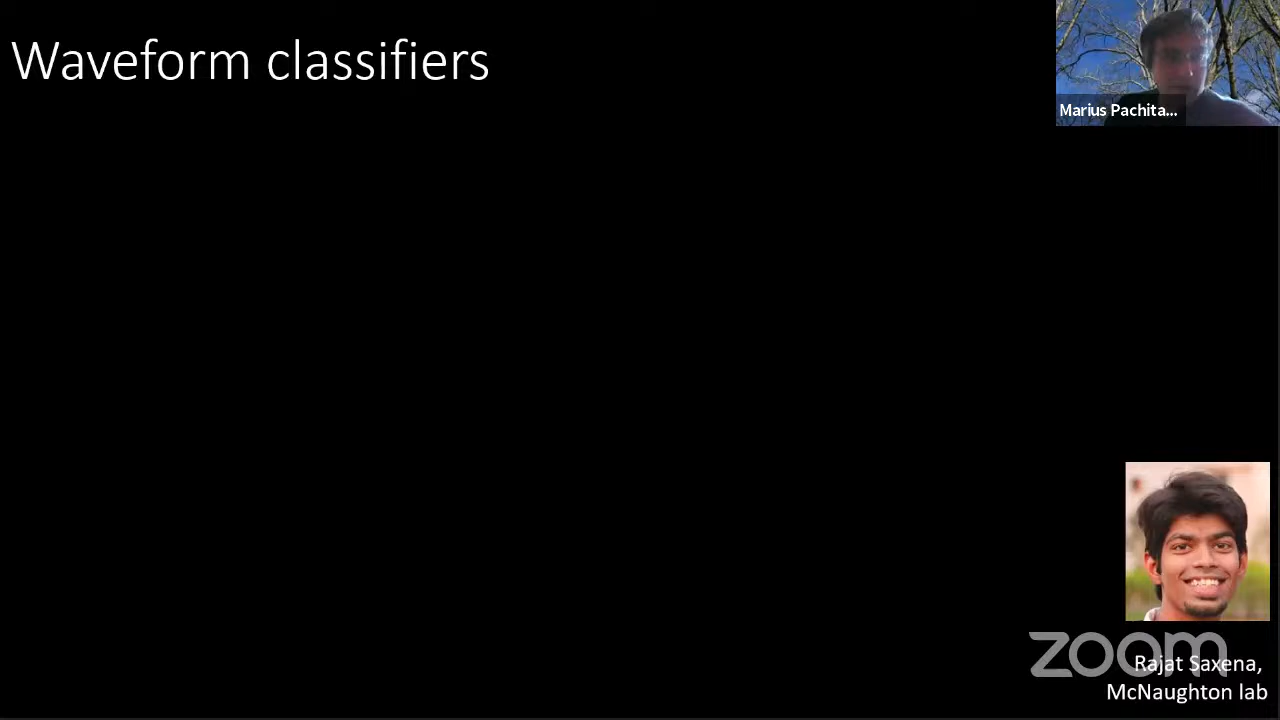 Waveform classifiers
Marius Pachita...
zoom
Rajat Saxena,
McNaughton lab